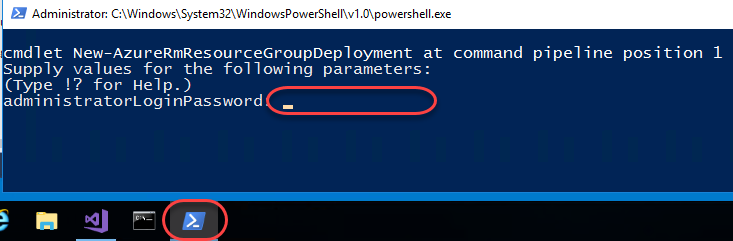 Administrator: C:\Windows\System32\WindowsPowerShell\v1.0\powershell.exe
cmdlet New-AzureRmResourceGroupDeployment at command pipeline position 1
Supply values for the following parameters:
(Type !? for Help.)
administratorLoginPassword: